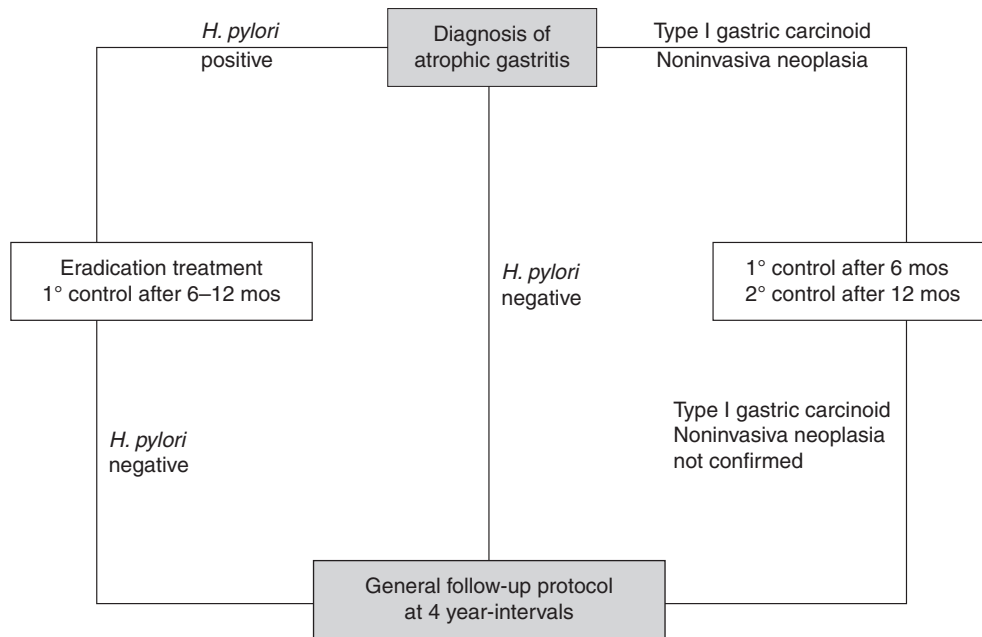 H. pylori
positive
Diagnosis of
atrophic gastritis
Type I gastric carcinoid
Noninvasiva neoplasia
Eradication treatment
1° control after 6–12 mos
H. pylori
negative
1° control after 6 mos
2° control after 12 mos
H. pylori
negative
Type I gastric carcinoid
Noninvasiva neoplasia
not confirmed
General follow-up protocol
at 4 year-intervals